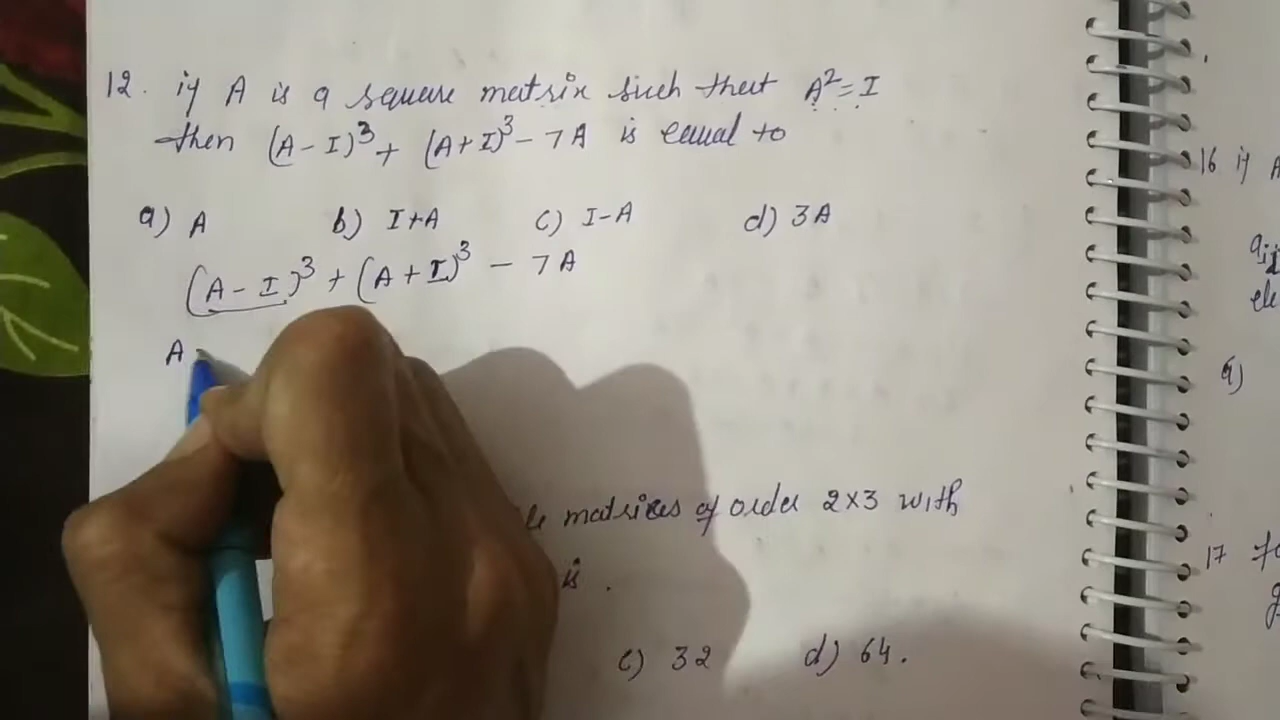 12. if A is a square matrix such that A² = I
then (A - I)³ + (A + I)³ - 7A is equal to
a) A b) I+A c) I-A d) 3A
(A - I)³ + (A + I)³ - 7A
A
matrices of order 2×3 with
is .
c) 32 d) 64.
16 if A
a)
17